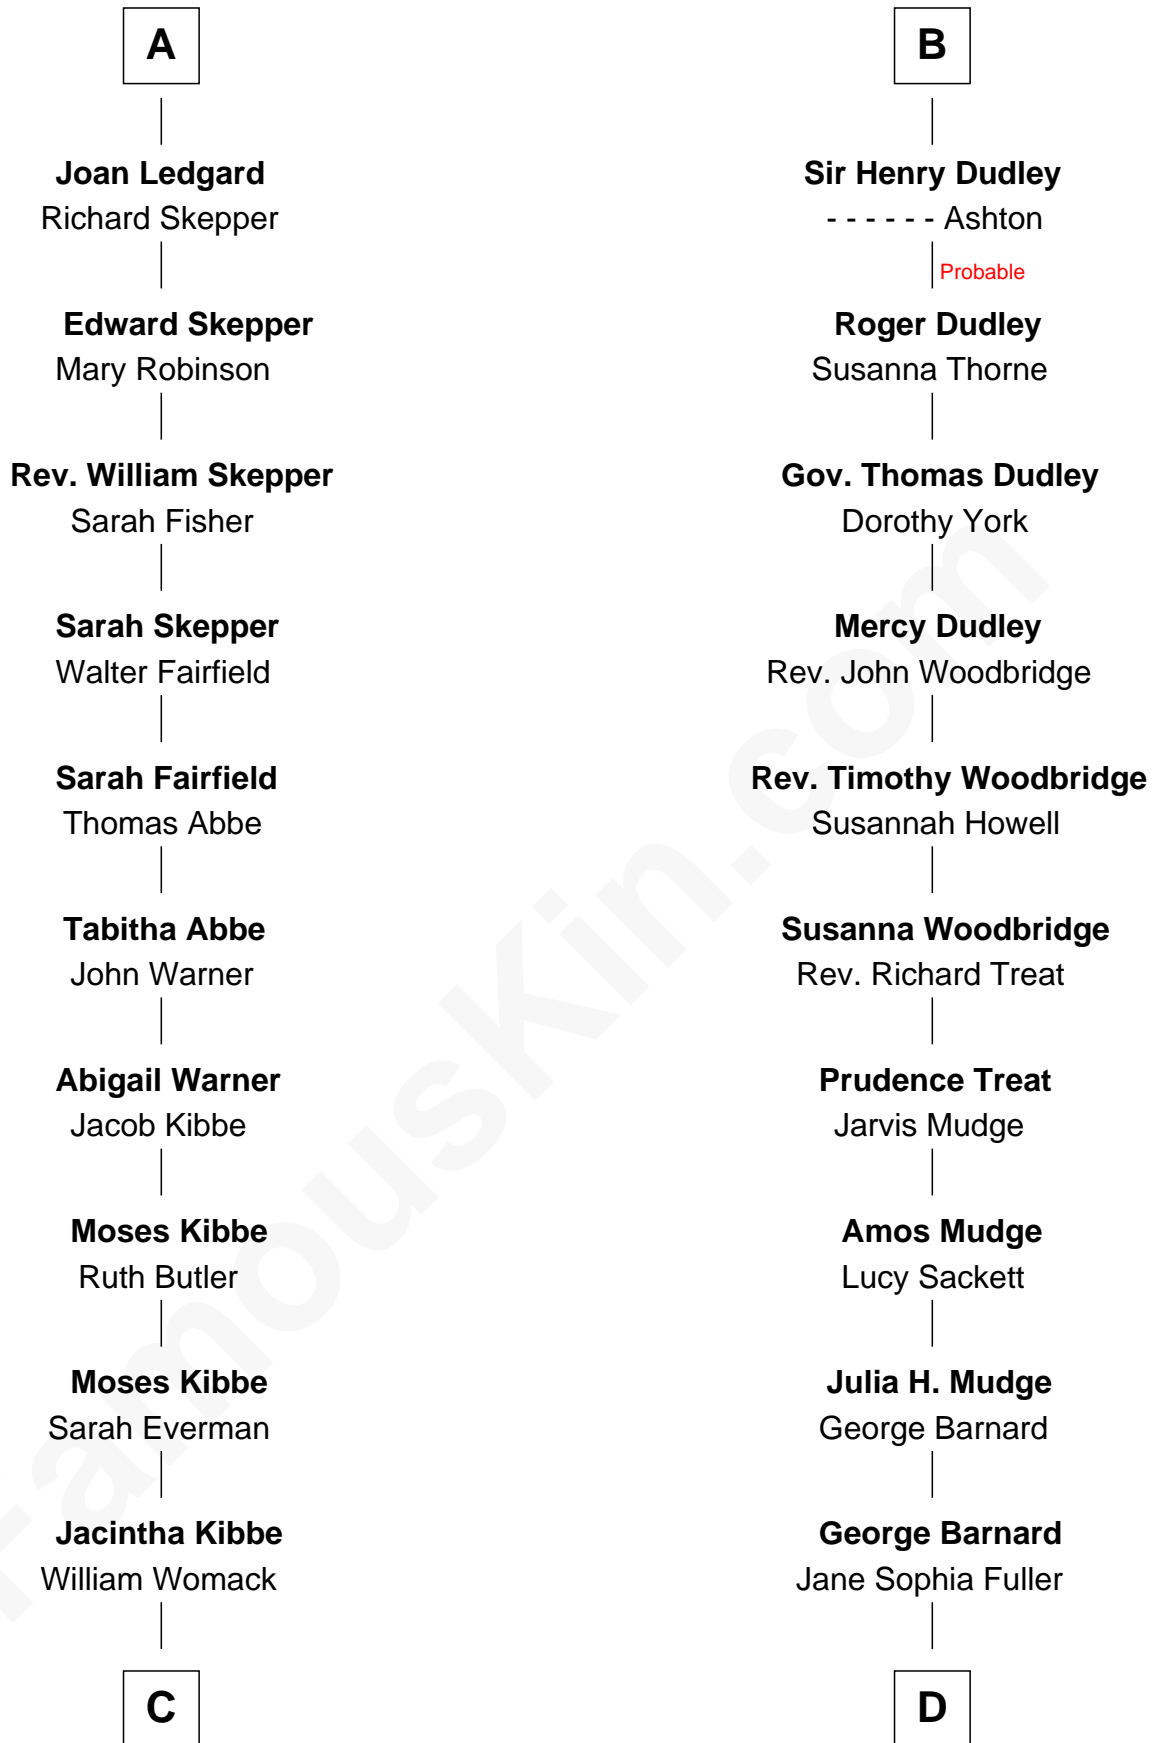 A
Joan Ledgard
Richard Skepper
Edward Skepper
Mary Robinson
Rev. William Skepper
Sarah Fisher
Sarah Skepper
Walter Fairfield
Sarah Fairfield
Thomas Abbe
Tabitha Abbe
John Warner
Abigail Warner
Jacob Kibbe
Moses Kibbe
Ruth Butler
Moses Kibbe
Sarah Everman
Jacintha Kibbe
William Womack
C
B
Sir Henry Dudley
- - - - - - Ashton
Probable
Roger Dudley
Susanna Thorne
Gov. Thomas Dudley
Dorothy York
Mercy Dudley
Rev. John Woodbridge
Rev. Timothy Woodbridge
Susannah Howell
Susanna Woodbridge
Rev. Richard Treat
Prudence Treat
Jarvis Mudge
Amos Mudge
Lucy Sackett
Julia H. Mudge
George Barnard
George Barnard
Jane Sophia Fuller
D
FamousKin.com